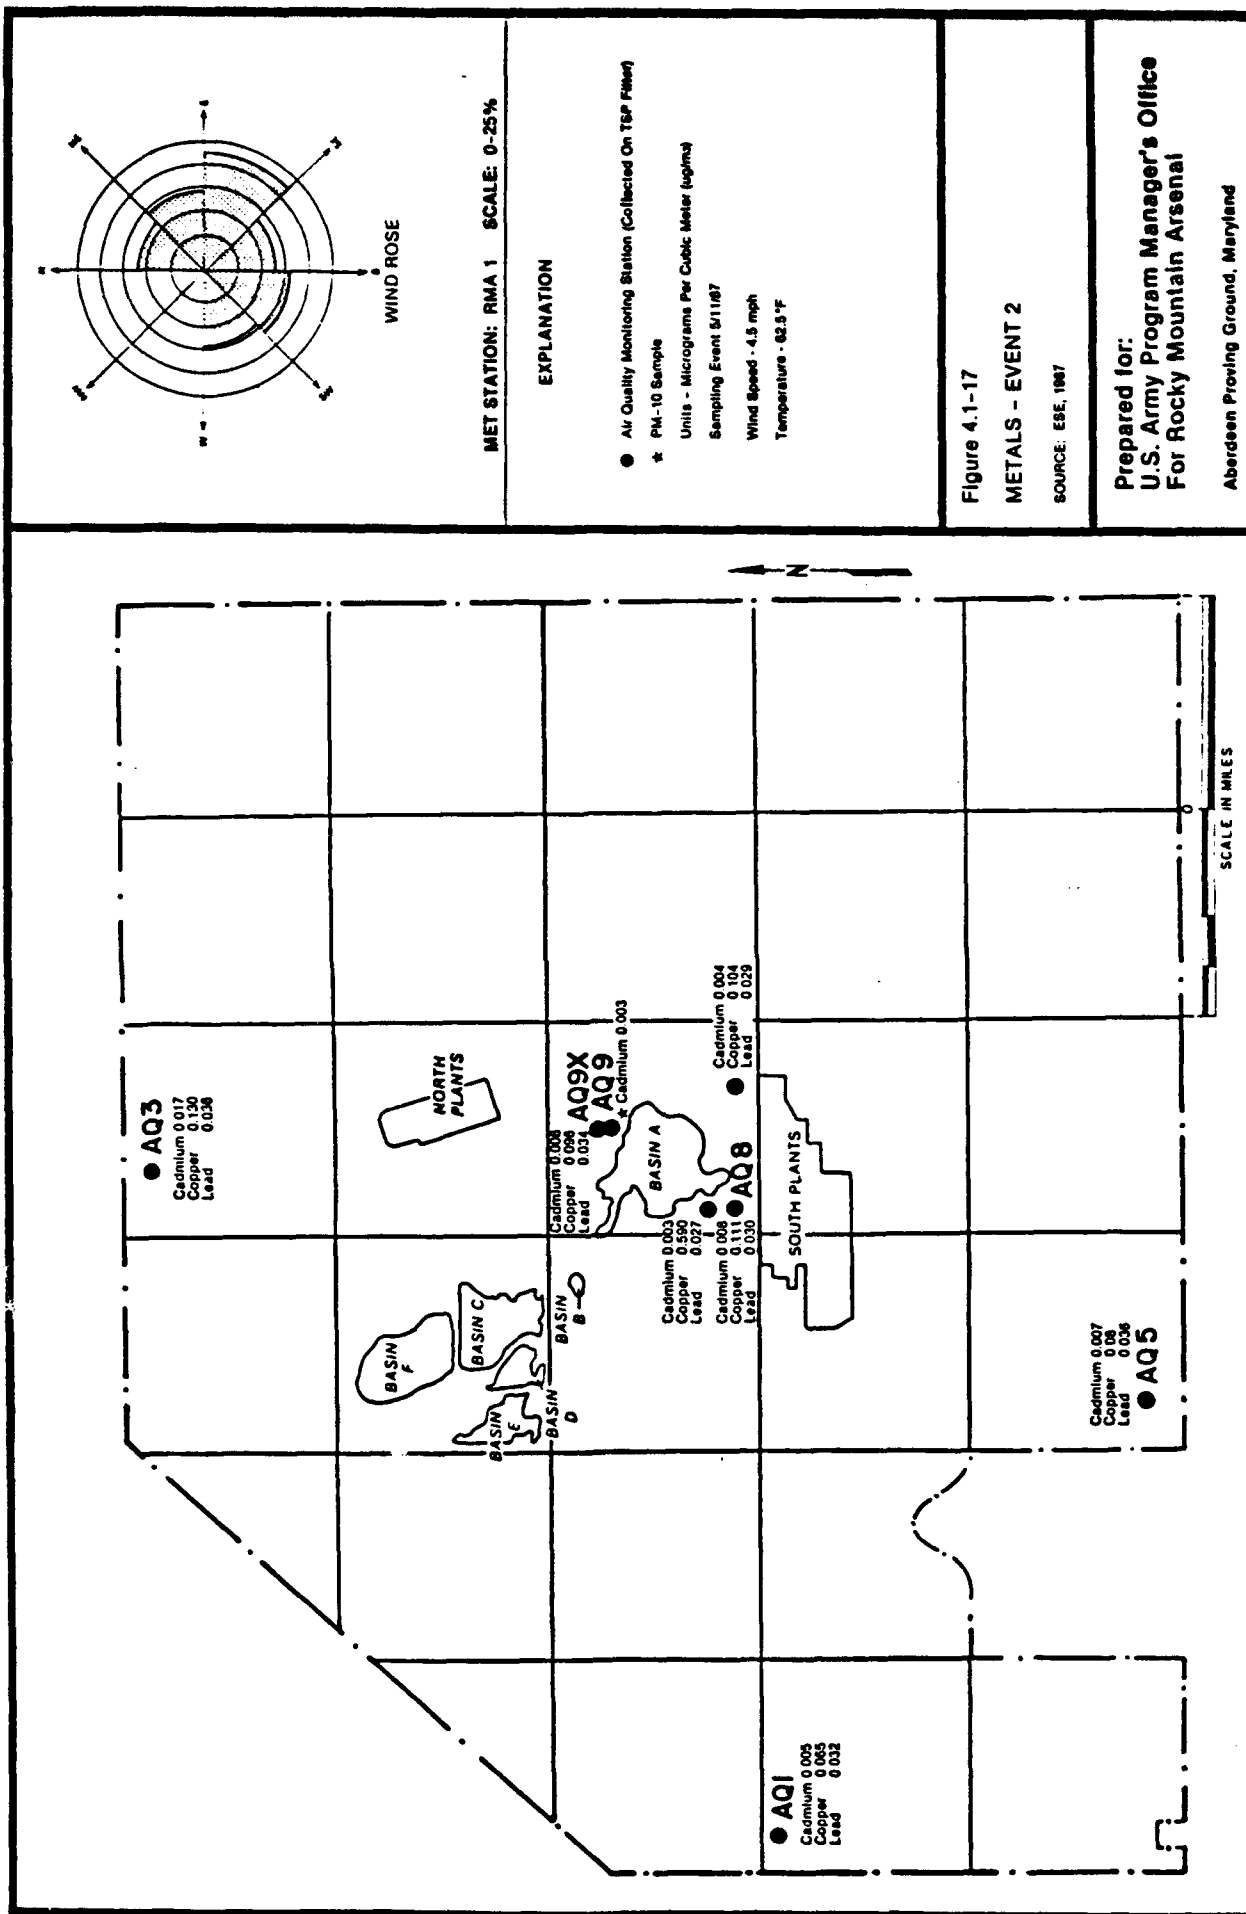 AQ3
Cadmium 0.017
Copper 0.130
Lead 0.036
NORTH
PLANTS
BASIN
F
BASIN C
BASIN
E
BASIN
D
BASIN
B
Cadmium 0.008
Copper 0.096
Lead 0.034
AQ9X
AQ9
★ Cadmium 0.003
BASIN A
Cadmium 0.003
Copper 0.590
Lead 0.027
Cadmium 0.008
Copper 0.111
Lead 0.030
AQ8
Cadmium 0.004
Copper 0.104
Lead 0.029
SOUTH PLANTS
AQ1
Cadmium 0.005
Copper 0.065
Lead 0.032
Cadmium 0.007
Copper 0.08
Lead 0.036
AQ5
N
0
SCALE IN MILES
N
E
S
W
WIND ROSE
MET STATION: RMA 1 SCALE: 0-25%
EXPLANATION
● Air Quality Monitoring Station (Collected On TSP Filter)
★ PM-10 Sample
Units - Micrograms Per Cubic Meter (ug/m3)
Sampling Event 5/11/87
Wind Speed - 4.5 mph
Temperature - 62.5°F
Figure 4.1-17
METALS - EVENT 2
SOURCE: ESE, 1987
Prepared for:
U.S. Army Program Manager's Office
For Rocky Mountain Arsenal
Aberdeen Proving Ground, Maryland